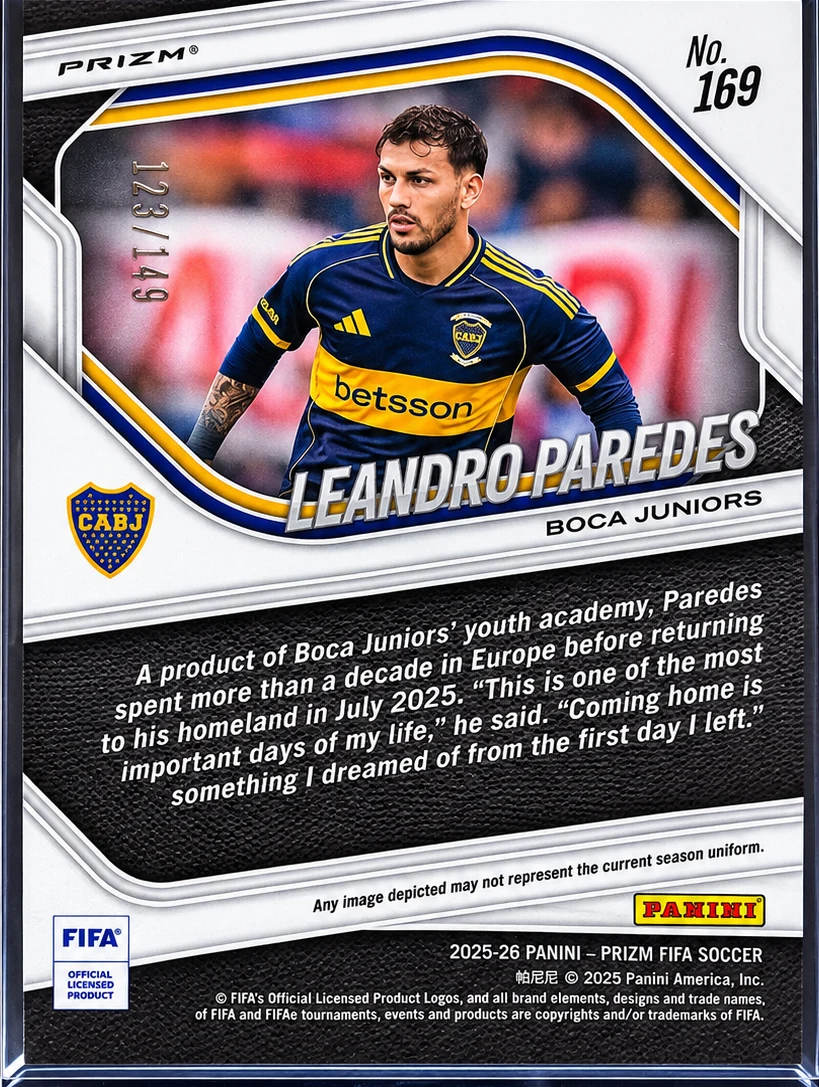 PRIZM®
No.
169
123/149
betsson
CABJ
LEANDRO PAREDES
BOCA JUNIORS
CABJ
A product of Boca Juniors’ youth academy, Paredes
spent more than a decade in Europe before returning
to his homeland in July 2025. “This is one of the most
important days of my life,” he said. “Coming home is
something I dreamed of from the first day I left.”
Any image depicted may not represent the current season uniform.
PANINI®
FIFA®
OFFICIAL
LICENSED
PRODUCT
2025-26 PANINI – PRIZM FIFA SOCCER
帕尼尼 © 2025 Panini America, Inc.
© FIFA's Official Licensed Product Logos, and all brand elements, designs and trade names,
of FIFA and FIFAe tournaments, events and products are copyrights and/or trademarks of FIFA.